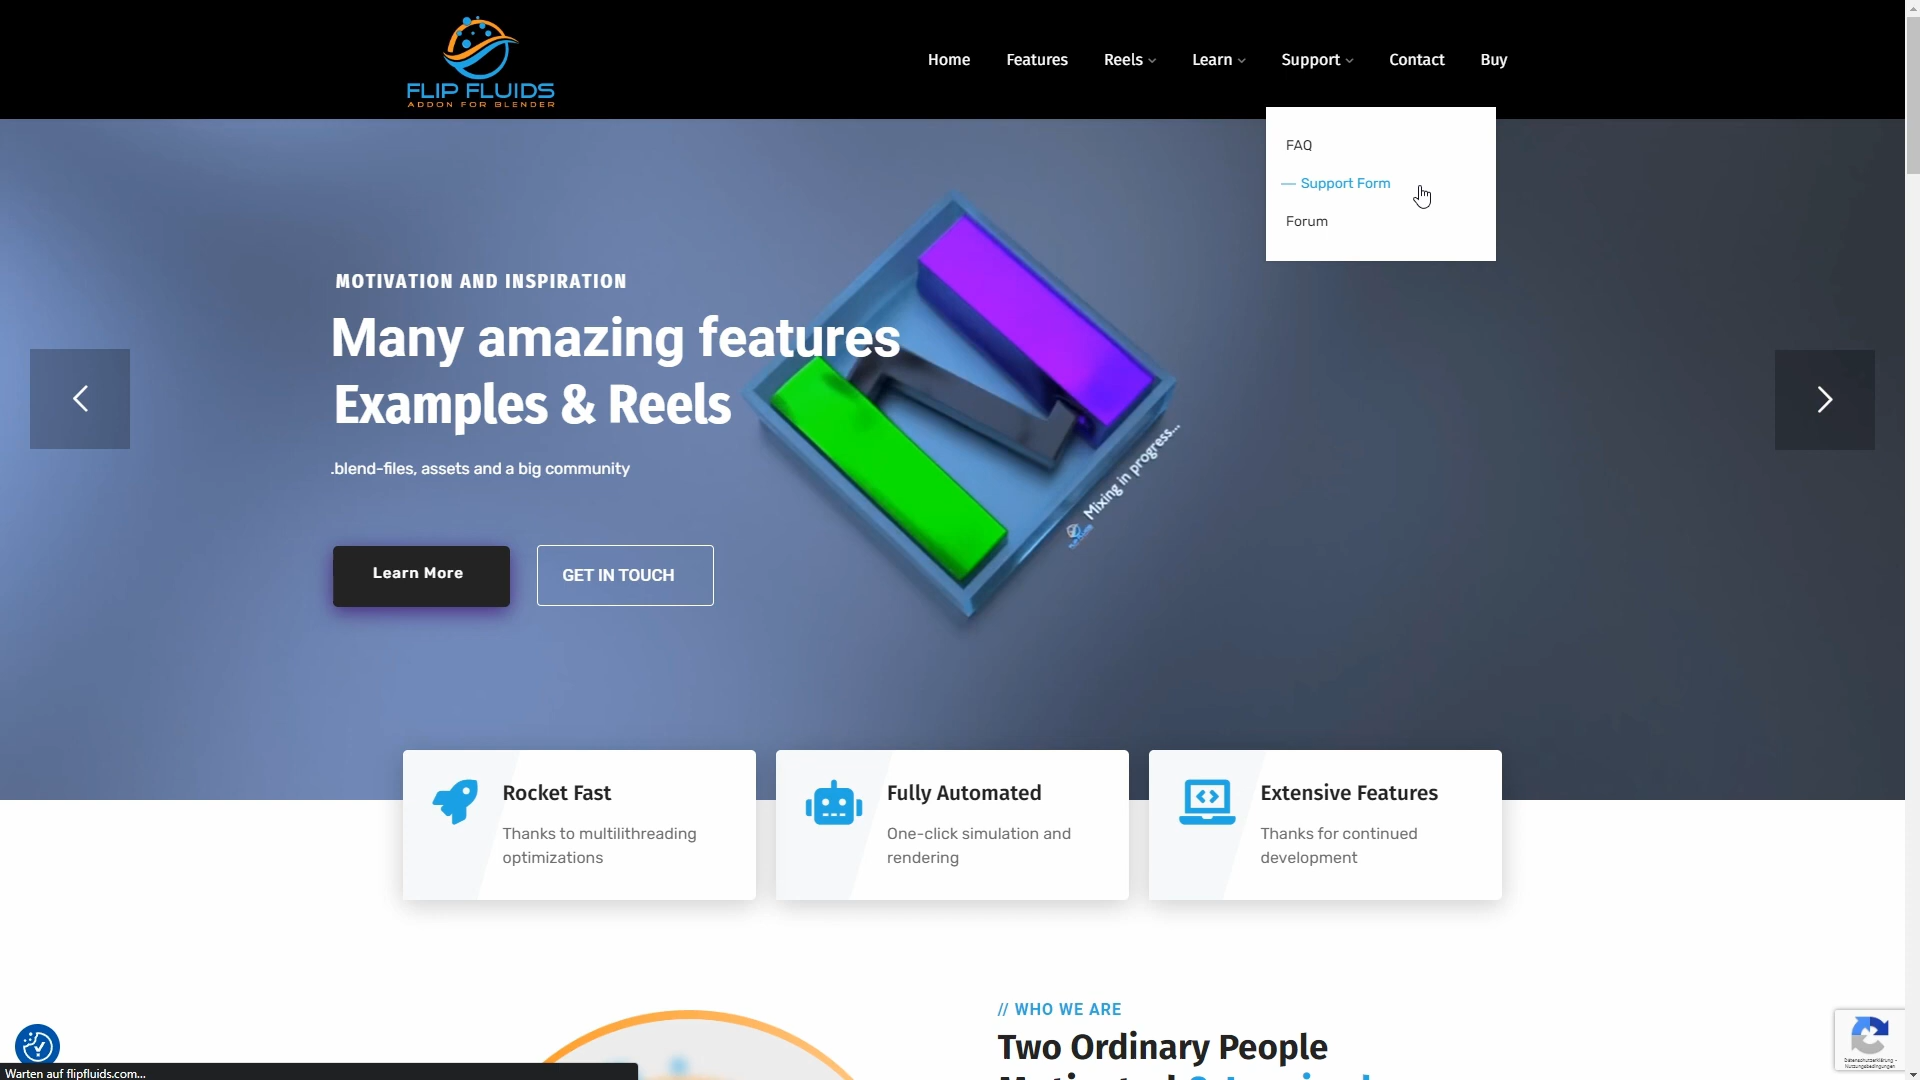 FLIP FLUIDS
ADDON FOR BLENDER
Home Features Reels Learn Support Contact Buy
FAQ
Support Form
Forum
MOTIVATION AND INSPIRATION
Many amazing features
Examples & Reels
.blend-files, assets and a big community
Mixing in progress...
Learn More
GET IN TOUCH
Rocket Fast
Thanks to multilithreading
optimizations
Fully Automated
One-click simulation and
rendering
Extensive Features
Thanks for continued
development
// WHO WE ARE
Two Ordinary People
Datenschutzerklärung -
Nutzungsbedingungen
Warten auf flipfluids.com...